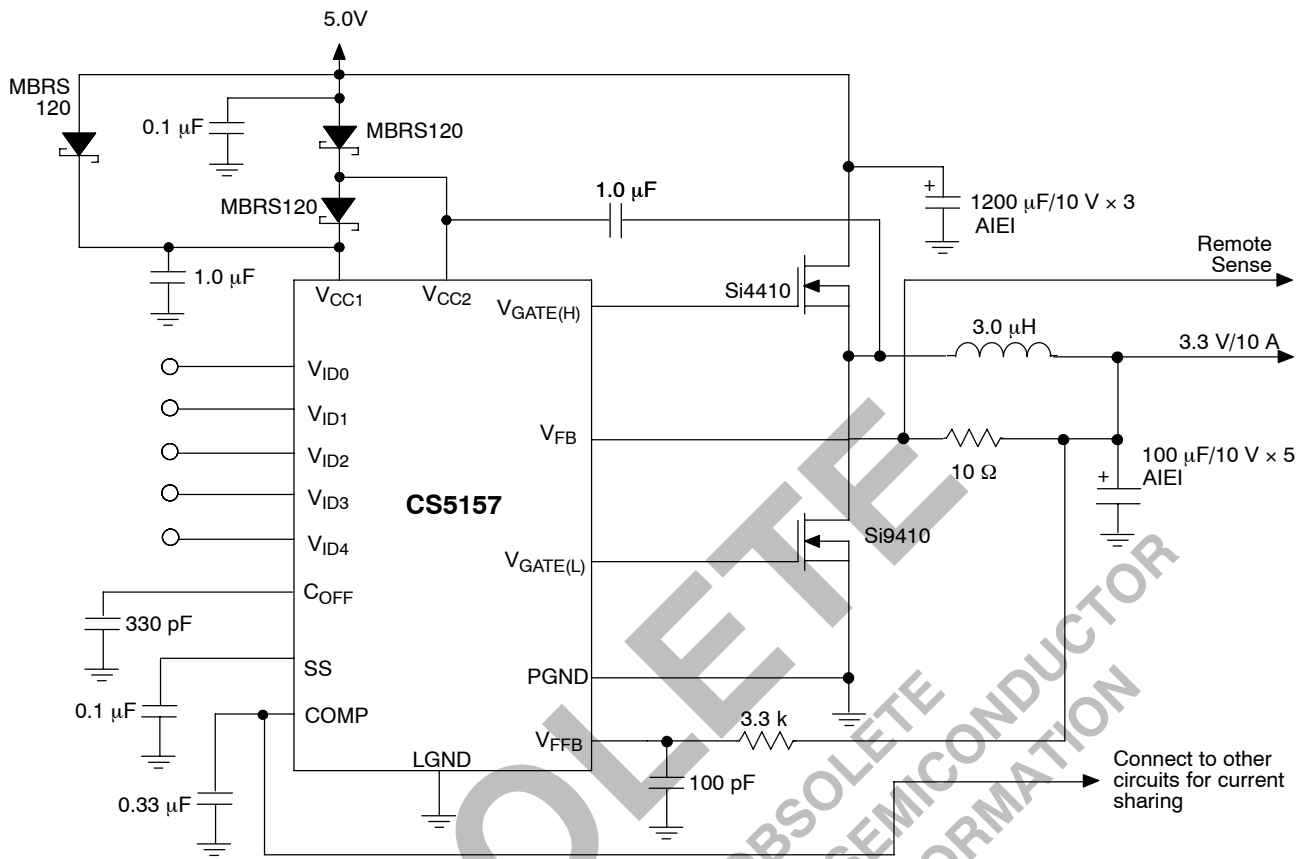 5.0V
MBRS
120
0.1 μF
MBRS120
MBRS120
1.0 μF
1.0 μF
1200 μF/10 V × 3
AIEI
Remote
Sense
VCC1
VCC2
VGATE(H)
Si4410
3.0 μH
3.3 V/10 A
VID0
VID1
VID2
VID3
VID4
VFB
10 Ω
100 μF/10 V × 5
AIEI
CS5157
VGATE(L)
Si9410
COFF
330 pF
SS
0.1 μF
COMP
PGND
VFFB
3.3 k
LGND
0.33 μF
100 pF
Connect to other
circuits for current
sharing
OLETE
OBSOLETE
SEMICONDUCTOR
ORMATION